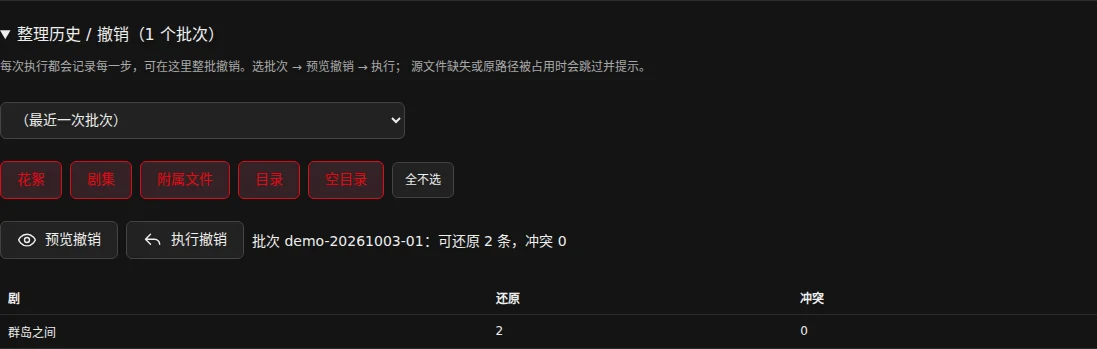 ▼ 整理历史 / 撤销（1 个批次）
每次执行都会记录每一步，可在这里整批撤销。选批次 → 预览撤销 → 执行； 源文件缺失或原路径被占用时会跳过并提示。
（最近一次批次）
花絮 剧集 附属文件 目录 空目录 全不选
预览撤销 执行撤销 批次 demo-20261003-01：可还原 2 条，冲突 0
剧 还原 冲突
群岛之间 2 0